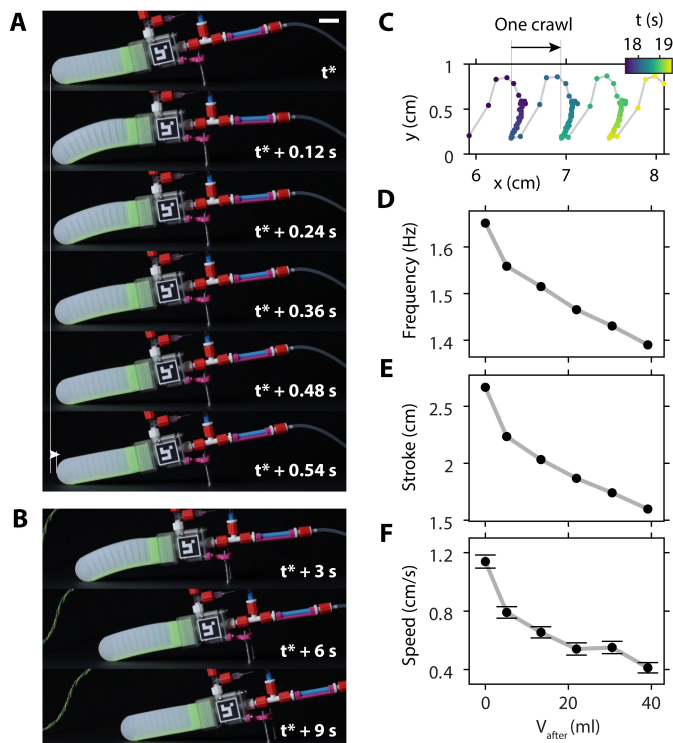 A
t*
t* + 0.12 s
t* + 0.24 s
t* + 0.36 s
t* + 0.48 s
t* + 0.54 s
B
t* + 3 s
t* + 6 s
t* + 9 s
C
One crawl
t (s)
18 19
1
0.5
0
y (cm)
6 7 8
x (cm)
D
1.6
1.5
1.4
Frequency (Hz)
E
2.5
2
1.5
Stroke (cm)
F
1.2
0.8
0.4
Speed (cm/s)
0 20 40
V after (ml)